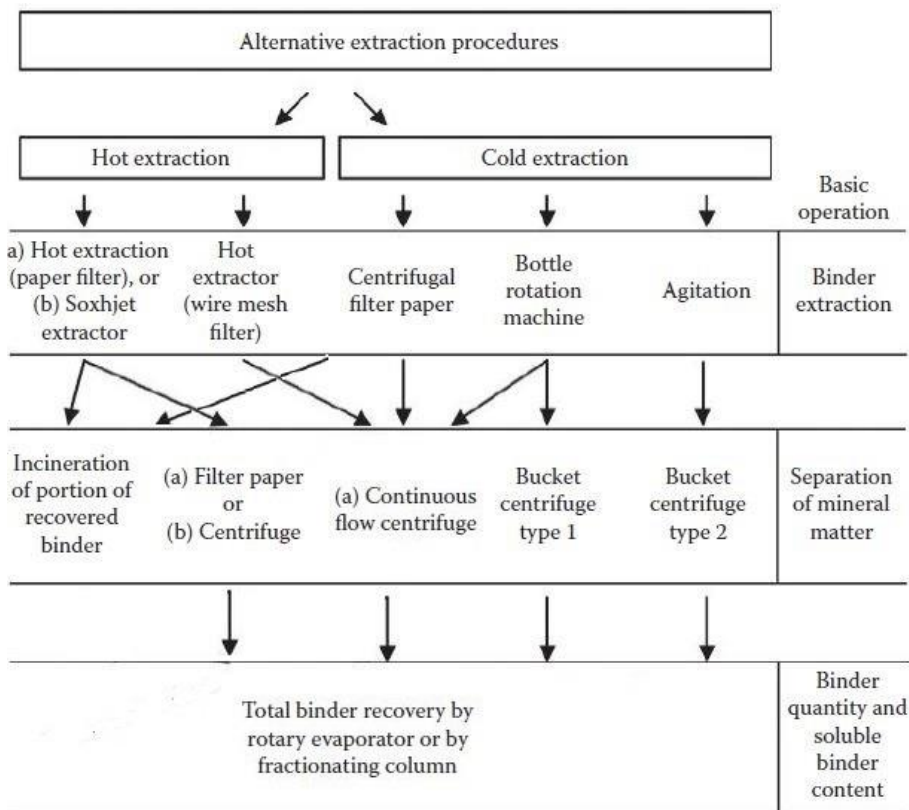 Alternative extraction procedures
Hot extraction
Cold extraction
Basic
operation
a) Hot extraction
(paper filter), or
(b) Soxhjet
extractor
Hot
extractor
(wire mesh
filter)
Centrifugal
filter paper
Bottle
rotation
machine
Agitation
Binder
extraction
Incineration
of portion of
recovered
binder
(a) Filter paper
or
(b) Centrifuge
(a) Continuous
flow centrifuge
Bucket
centrifuge
type 1
Bucket
centrifuge
type 2
Separation
of mineral
matter
Total binder recovery by
rotary evaporator or by
fractionating column
Binder
quantity and
soluble
binder
content